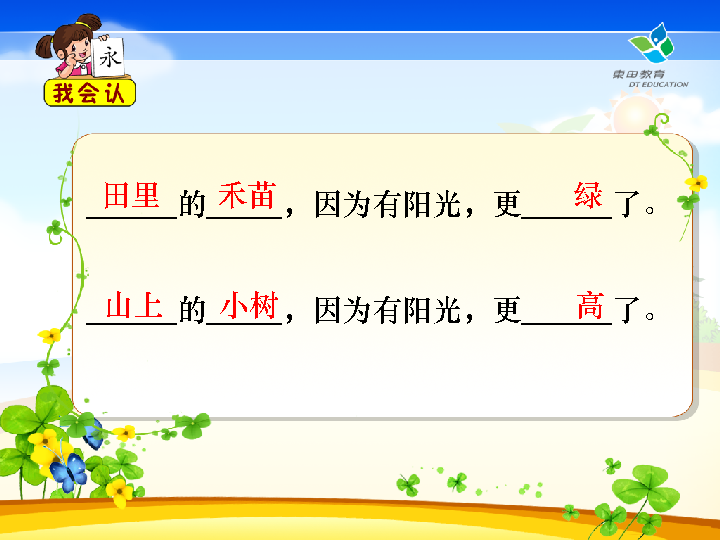 永
我会认
東田教育
DT EDUCATION
田里的禾苗，因为有阳光，更绿了。
山上的小树，因为有阳光，更高了。